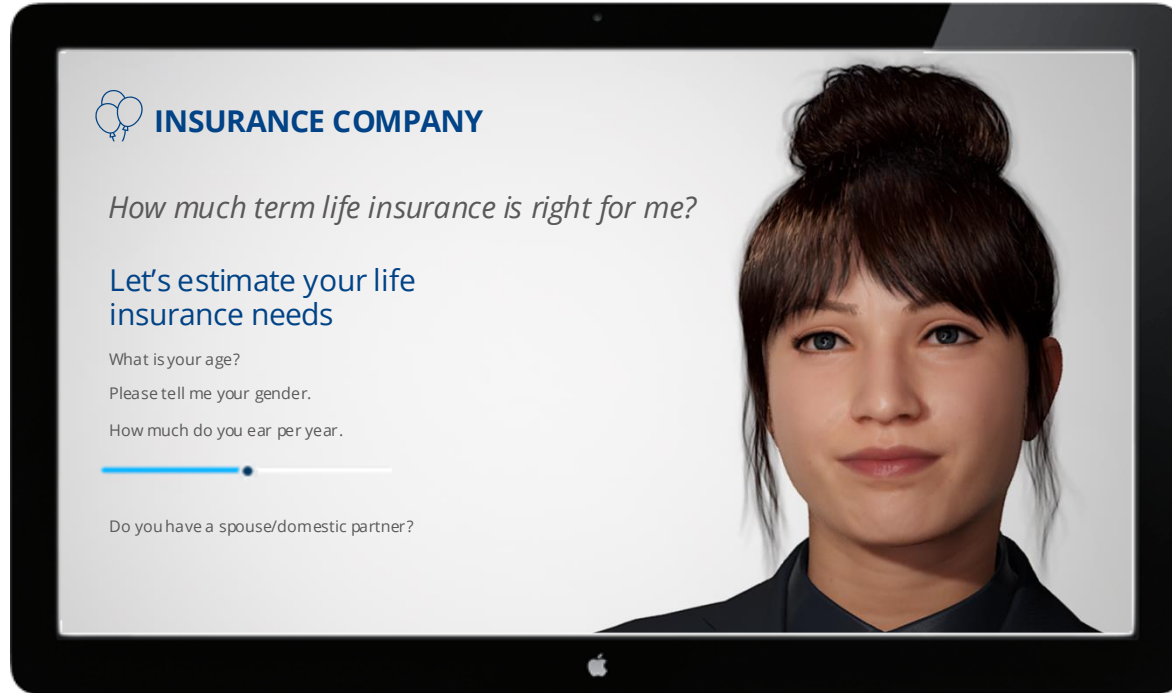 INSURANCE COMPANY
How much term life insurance is right for me?
Let's estimate your life
insurance needs
What is your age?
Please tell me your gender.
How much do you ear per year.
Do you have a spouse/domestic partner?